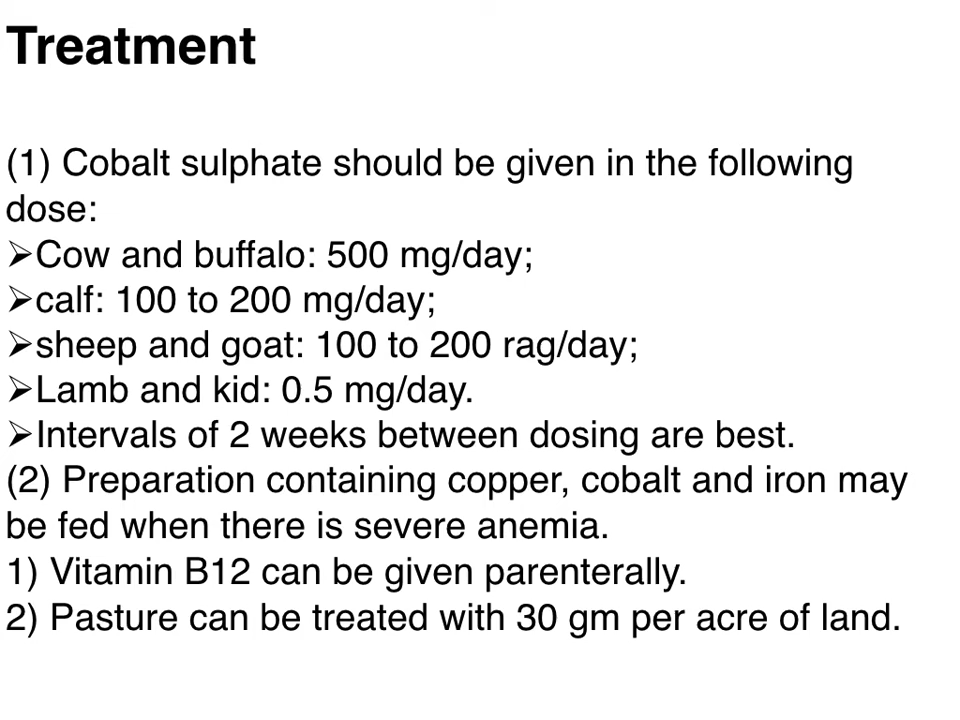 Treatment
(1) Cobalt sulphate should be given in the following
dose:
➢Cow and buffalo: 500 mg/day;
➢calf: 100 to 200 mg/day;
➢sheep and goat: 100 to 200 rag/day;
➢Lamb and kid: 0.5 mg/day.
➢Intervals of 2 weeks between dosing are best.
(2) Preparation containing copper, cobalt and iron may
be fed when there is severe anemia.
1) Vitamin B12 can be given parenterally.
2) Pasture can be treated with 30 gm per acre of land.